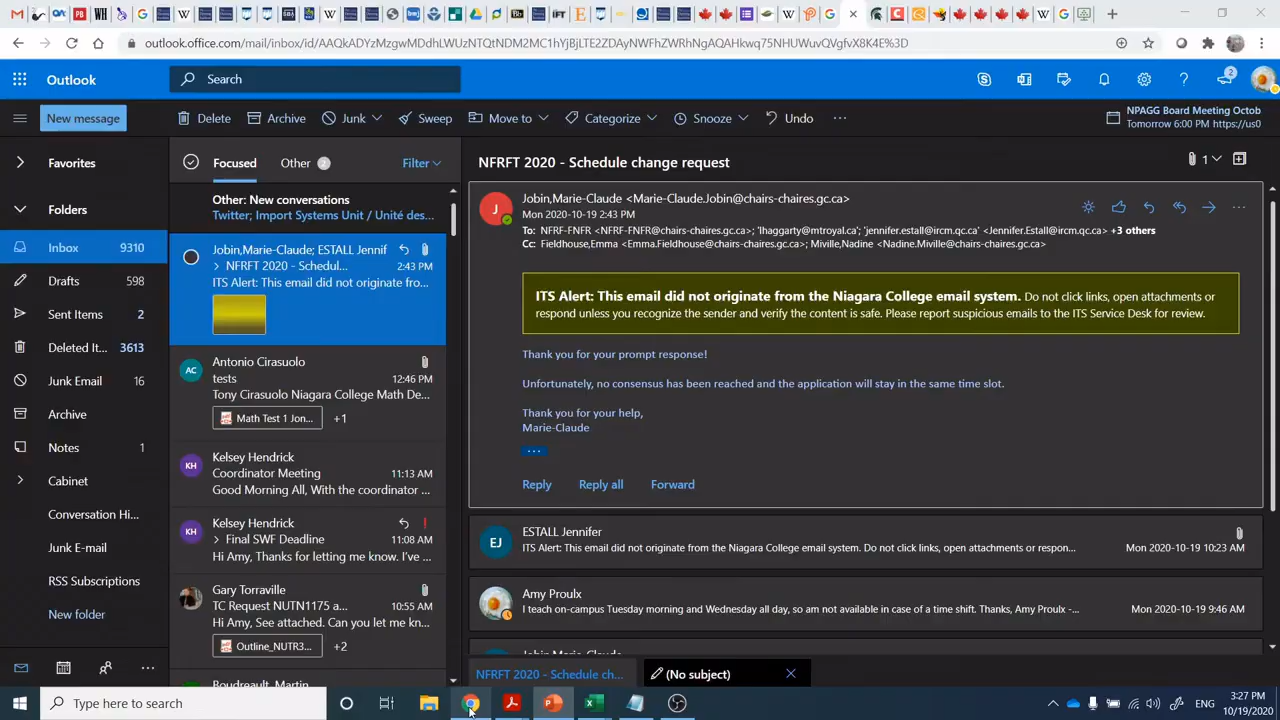 outlook.office.com/mail/inbox/id/AAQkADYzMzgwMDdhLWUzNTQtNDM2MC1hYjBjLTE2ZDAyNWFhZWRhNgAQAHkwq75NHUWuvQVgfvX8K4E%3D
Outlook
Search
2
New message
Delete
Archive
Junk
Sweep
Move to
Categorize
Snooze
Undo
NPAGG Board Meeting Octob
Tomorrow 6:00 PM https://us0
Favorites
Folders
Inbox 9310
Drafts 598
Sent Items 2
Deleted It... 3613
Junk Email 16
Archive
Notes 1
Cabinet
Conversation Hi...
Junk E-mail
RSS Subscriptions
New folder
Focused
Other 2
Filter
Other: New conversations
Twitter; Import Systems Unit / Unité des...
Jobin,Marie-Claude; ESTALL Jennif
NFRFT 2020 - Schedul... 2:43 PM
ITS Alert: This email did not originate fro...
AC
Antonio Cirasuolo
tests 12:46 PM
Tony Cirasuolo Niagara College Math De...
Math Test 1 Jon... +1
KH
Kelsey Hendrick
Coordinator Meeting 11:13 AM
Good Morning All, With the coordinator ...
KH
Kelsey Hendrick
Final SWF Deadline 11:08 AM
Hi Amy, Thanks for letting me know. I've ...
Gary Torraville
TC Request NUTN1175 a... 10:55 AM
Hi Amy, See attached. Can you let me kn...
Outline_NUTR3... +2
Boudreault, Martin
NFRFT 2020 - Schedule change request
1
J
Jobin,Marie-Claude <Marie-Claude.Jobin@chairs-chaires.gc.ca>
Mon 2020-10-19 2:43 PM
To: NFRF-FNFR <NFRF-FNFR@chairs-chaires.gc.ca>; 'lhaggarty@mtroyal.ca'; 'jennifer.estall@ircm.qc.ca' <Jennifer.Estall@ircm.qc.ca> +3 others
Cc: Fieldhouse,Emma <Emma.Fieldhouse@chairs-chaires.gc.ca>; Miville,Nadine <Nadine.Miville@chairs-chaires.gc.ca>
ITS Alert: This email did not originate from the Niagara College email system. Do not click links, open attachments or
respond unless you recognize the sender and verify the content is safe. Please report suspicious emails to the ITS Service Desk for review.
Thank you for your prompt response!
Unfortunately, no consensus has been reached and the application will stay in the same time slot.
Thank you for your help,
Marie-Claude
...
Reply
Reply all
Forward
EJ
ESTALL Jennifer
ITS Alert: This email did not originate from the Niagara College email system. Do not click links, open attachments or respon... Mon 2020-10-19 10:23 AM
Amy Proulx
I teach on-campus Tuesday morning and Wednesday all day, so am not available in case of a time shift. Thanks, Amy Proulx -... Mon 2020-10-19 9:46 AM
NFRFT 2020 - Schedule ch...
(No subject)
Type here to search
ENG
3:27 PM
10/19/2020